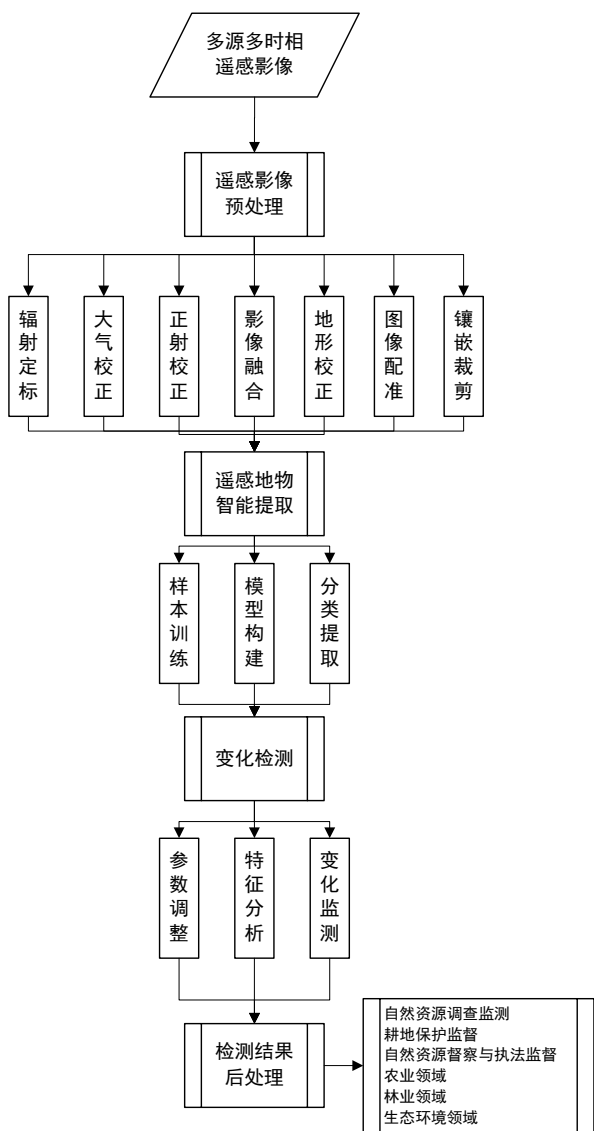 多源多时相
遥感影像
遥感影像
预处理
辐射定标
大气校正
正射校正
影像融合
地形校正
图像配准
镶嵌裁剪
遥感地物
智能提取
样本训练
模型构建
分类提取
变化检测
参数调整
特征分析
变化监测
检测结果
后处理
自然资源调查监测
耕地保护监督
自然资源督察与执法监督
农业领域
林业领域
生态环境领域